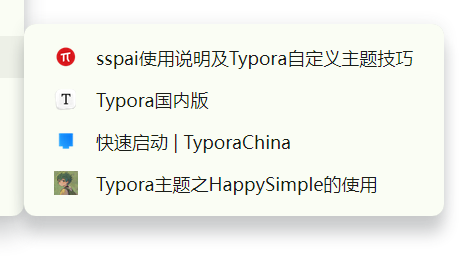 sspai使用说明及Typora自定义主题技巧
Typora国内版
快速启动 | TyporaChina
Typora主题之HappySimple的使用